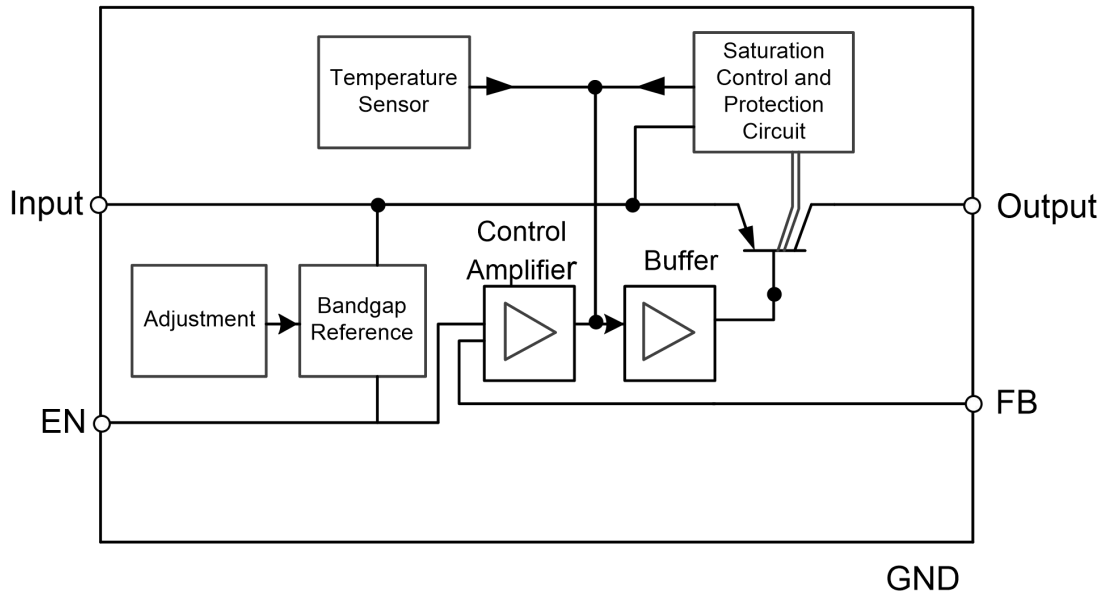 Temperature
Sensor
Saturation
Control and
Protection
Circuit
Input
Output
Control
Amplifier
Buffer
Adjustment
Bandgap
Reference
EN
FB
GND